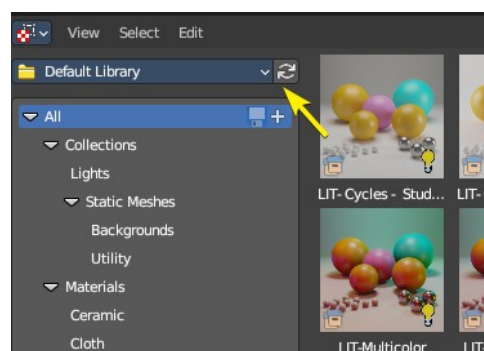 View Select Edit
Default Library
All
Collections
Lights
Static Meshes
Backgrounds
Utility
Materials
Ceramic
Cloth
LIT- Cycles - Stud... LIT-
LIT-Multicolor LIT-